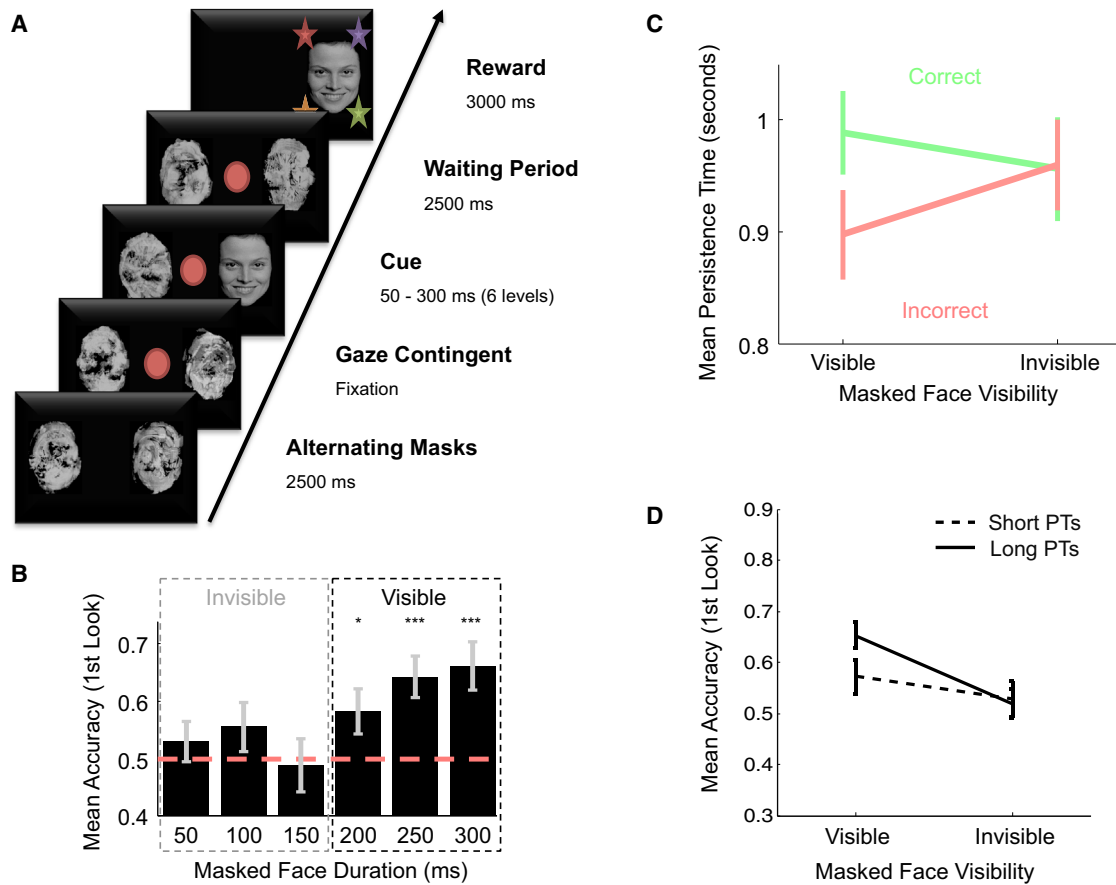 A
Reward
3000 ms
Waiting Period
2500 ms
Cue
50 - 300 ms (6 levels)
Gaze Contingent
Fixation
Alternating Masks
2500 ms
B
Invisible
Visible
* *** ***
Mean Accuracy (1st Look)
0.7
0.6
0.5
0.4
50 100 150 200 250 300
Masked Face Duration (ms)
C
Correct
Incorrect
Mean Persistence Time (seconds)
1
0.9
0.8
Visible Invisible
Masked Face Visibility
D
Short PTs
Long PTs
Mean Accuracy (1st Look)
0.9
0.8
0.7
0.6
0.5
0.4
0.3
Visible Invisible
Masked Face Visibility